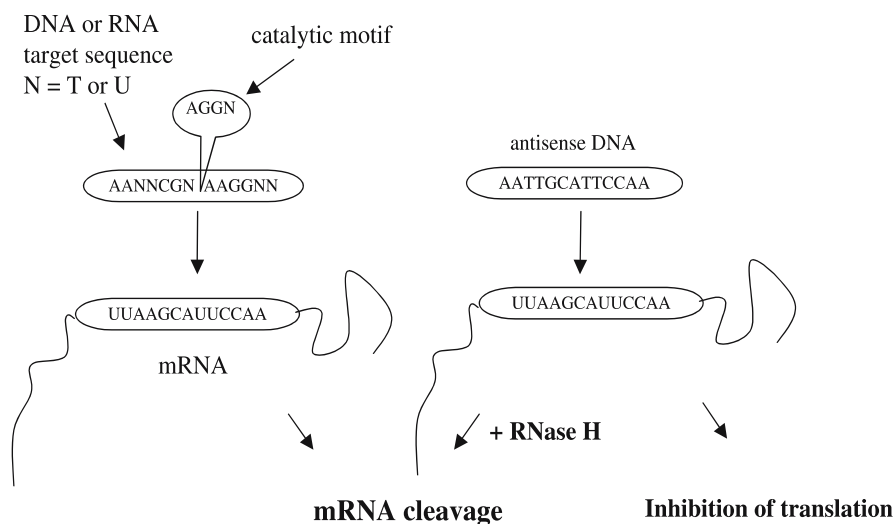 DNA or RNA
target sequence
N = T or U
catalytic motif
AGGN
AANNCGN AAGGNN
UUAAGCAUUCCAA
mRNA
antisense DNA
AATTGCATTCCAA
UUAAGCAUUCCAA
+ RNase H
mRNA cleavage
Inhibition of translation